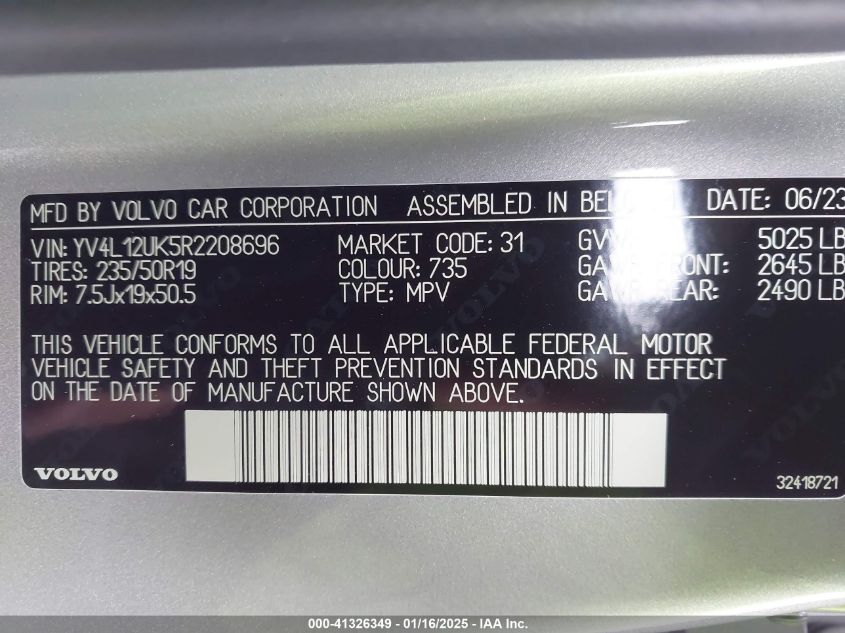 MFD BY VOLVO CAR CORPORATION ASSEMBLED IN DATE: 06/23
VIN: YV4L12UK5R2208696 MARKET CODE: 31 5025 LB
TIRES: 235/50R19 COLOUR: 735 FRONT: 2645 LB
RIM: 7.5Jx19x50.5 TYPE: MPV REAR: 2490 LB
THIS VEHICLE CONFORMS TO ALL APPLICABLE FEDERAL MOTOR
VEHICLE SAFETY AND THEFT PREVENTION STANDARDS IN EFFECT
ON THE DATE OF MANUFACTURE SHOWN ABOVE.
VOLVO
32418721
000-41326349 - 01/16/2025 - IAA Inc.